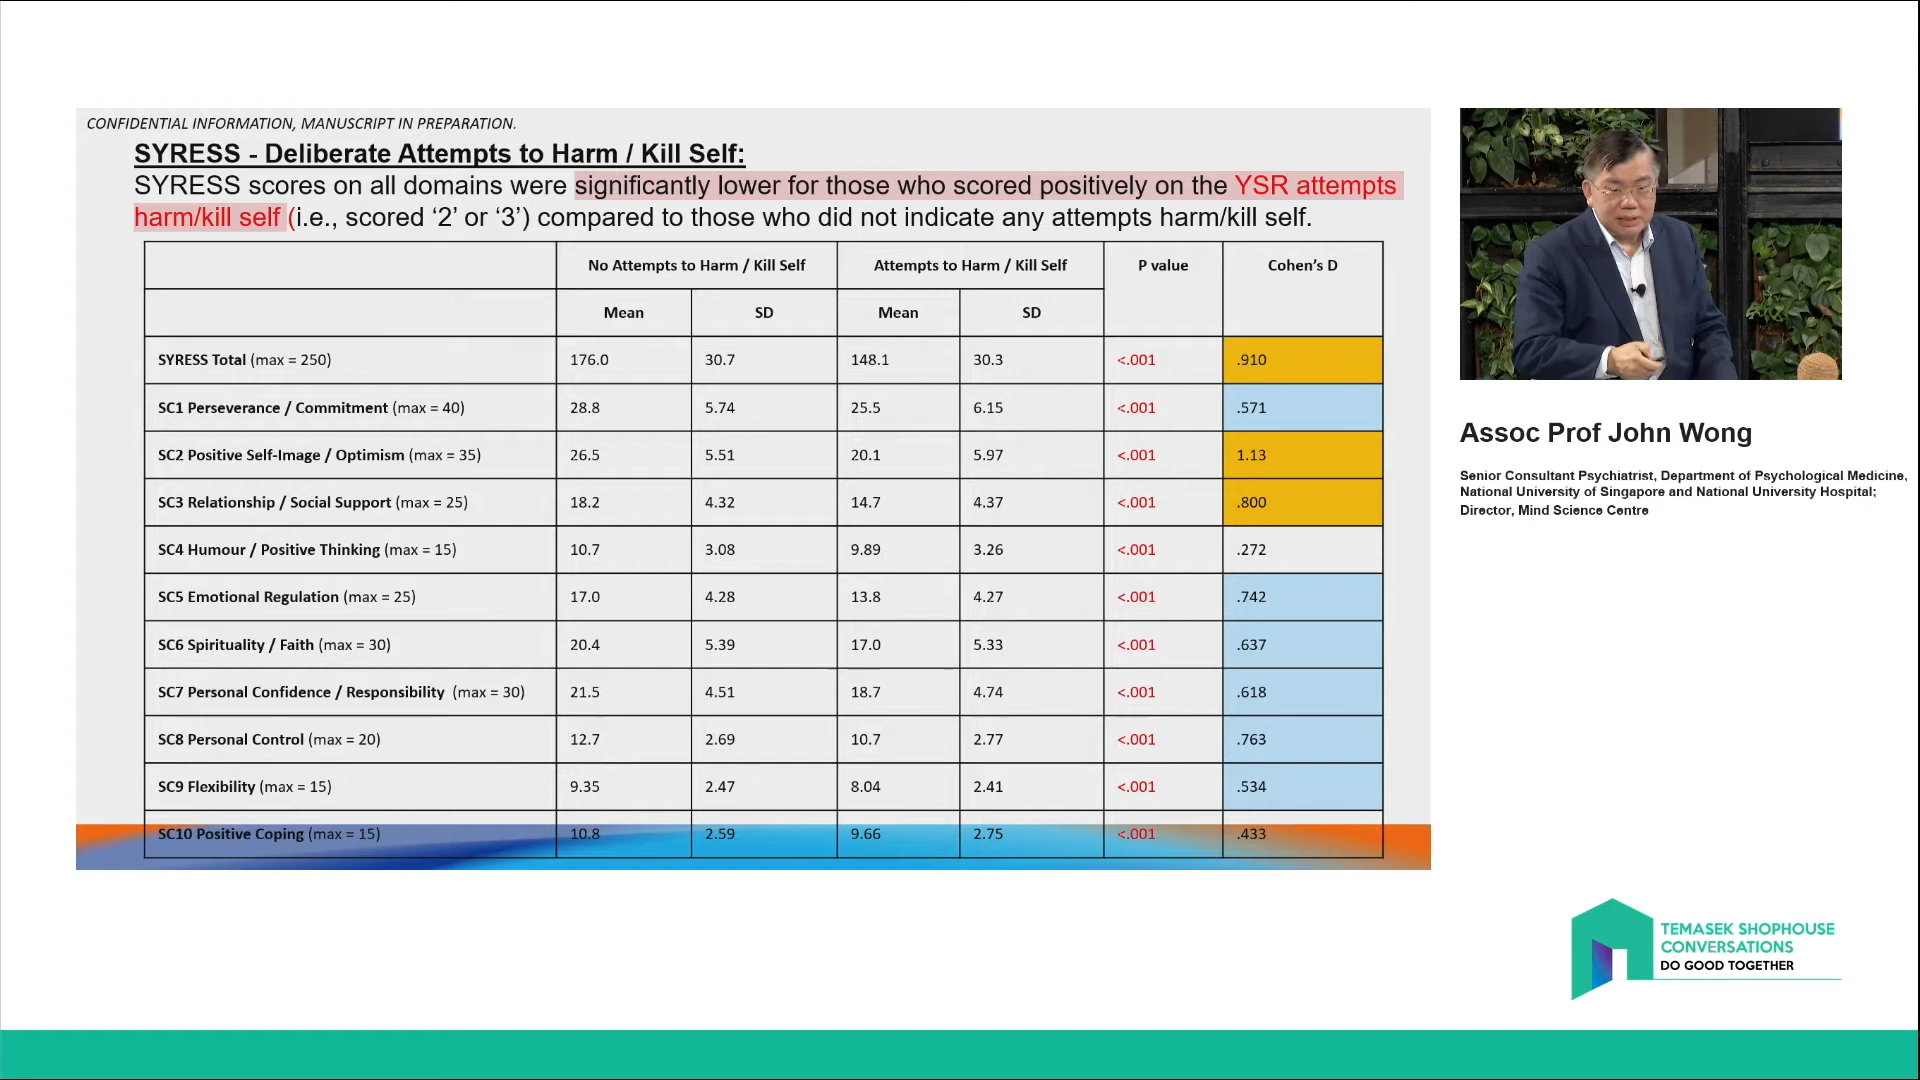 CONFIDENTIAL INFORMATION, MANUSCRIPT IN PREPARATION.
SYRESS - Deliberate Attempts to Harm / Kill Self:
SYRESS scores on all domains were significantly lower for those who scored positively on the YSR attempts
harm/kill self (i.e., scored ‘2’ or ‘3’) compared to those who did not indicate any attempts harm/kill self.
No Attempts to Harm / Kill Self Attempts to Harm / Kill Self P value Cohen’s D
Mean SD Mean SD
SYRESS Total (max = 250) 176.0 30.7 148.1 30.3 <.001 .910
SC1 Perseverance / Commitment (max = 40) 28.8 5.74 25.5 6.15 <.001 .571
SC2 Positive Self-Image / Optimism (max = 35) 26.5 5.51 20.1 5.97 <.001 1.13
SC3 Relationship / Social Support (max = 25) 18.2 4.32 14.7 4.37 <.001 .800
SC4 Humour / Positive Thinking (max = 15) 10.7 3.08 9.89 3.26 <.001 .272
SC5 Emotional Regulation (max = 25) 17.0 4.28 13.8 4.27 <.001 .742
SC6 Spirituality / Faith (max = 30) 20.4 5.39 17.0 5.33 <.001 .637
SC7 Personal Confidence / Responsibility (max = 30) 21.5 4.51 18.7 4.74 <.001 .618
SC8 Personal Control (max = 20) 12.7 2.69 10.7 2.77 <.001 .763
SC9 Flexibility (max = 15) 9.35 2.47 8.04 2.41 <.001 .534
SC10 Positive Coping (max = 15) 10.8 2.59 9.66 2.75 <.001 .433
Assoc Prof John Wong
Senior Consultant Psychiatrist, Department of Psychological Medicine,
National University of Singapore and National University Hospital;
Director, Mind Science Centre
TEMASEK SHOPHOUSE
CONVERSATIONS
DO GOOD TOGETHER